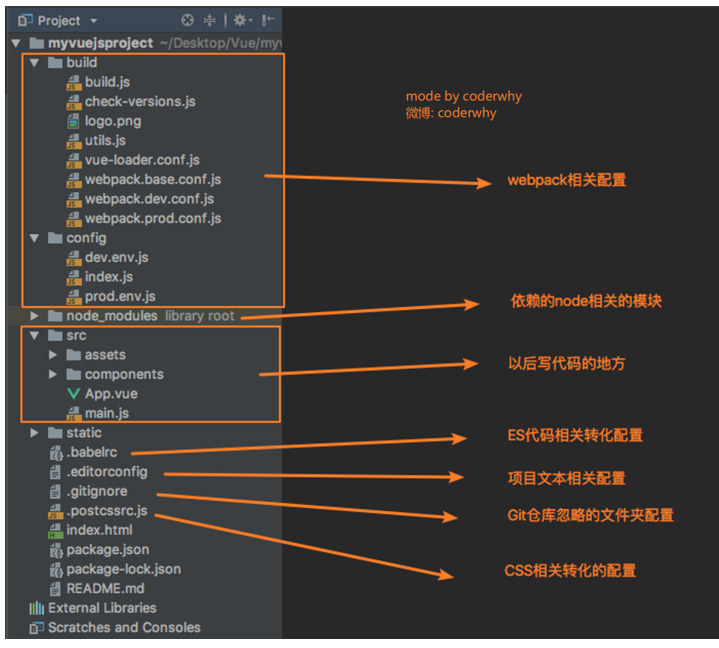 Project
myvuejsproject ~/Desktop/Vue/myv
build
build.js
check-versions.js
logo.png
utils.js
vue-loader.conf.js
webpack.base.conf.js
webpack.dev.conf.js
webpack.prod.conf.js
config
dev.env.js
index.js
prod.env.js
node_modules library root
src
assets
components
App.vue
main.js
static
.babelrc
.editorconfig
.gitignore
.postcssrc.js
index.html
package.json
package-lock.json
README.md
External Libraries
Scratches and Consoles
mode by coderwhy
微博: coderwhy
webpack相关配置
依赖的node相关的模块
以后写代码的地方
ES代码相关转化配置
项目文本相关配置
Git仓库忽略的文件夹配置
CSS相关转化的配置